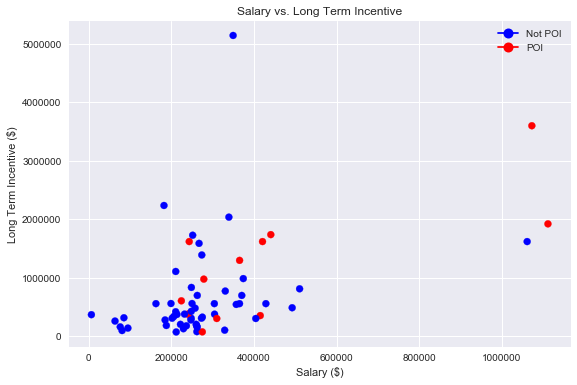 Salary vs. Long Term Incentive
Not POI
POI
5000000
4000000
3000000
2000000
1000000
0
Long Term Incentive ($)
0
200000
400000
600000
800000
1000000
Salary ($)